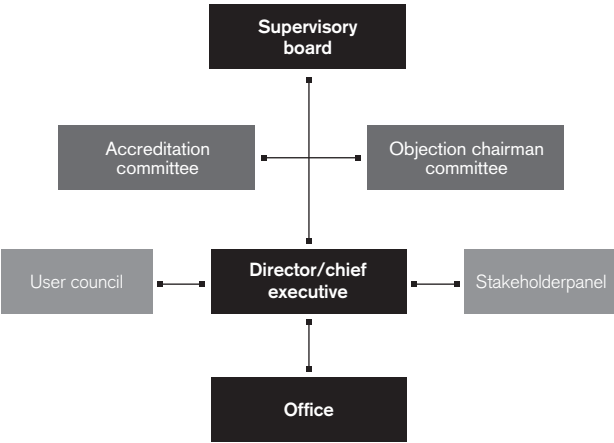 Supervisory
board
Accreditation
committee
Objection chairman
committee
User council
Director/chief
executive
Stakeholderpanel
Office